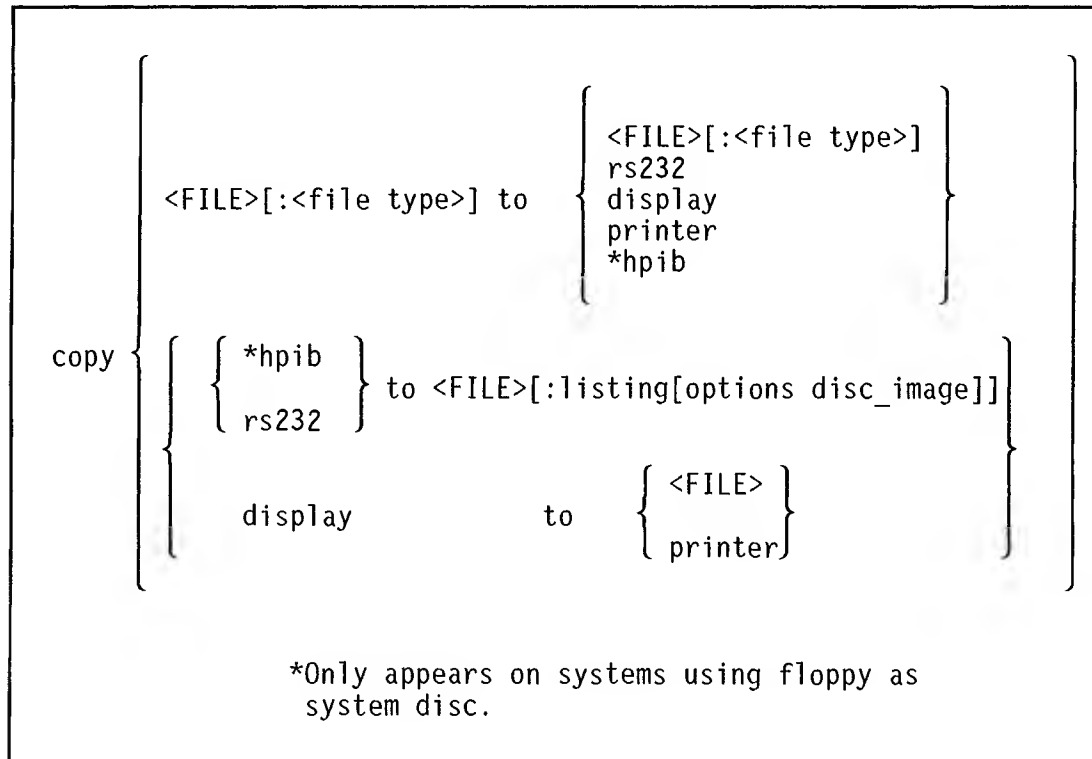 <FILE>[:<file type>]
rs232
<FILE>[:<file type>] to display
printer
*hpib
copy *hpib
to <FILE>[:listing[options disc_image]]
rs232
<FILE>
display to
printer
*Only appears on systems using floppy as
system disc.